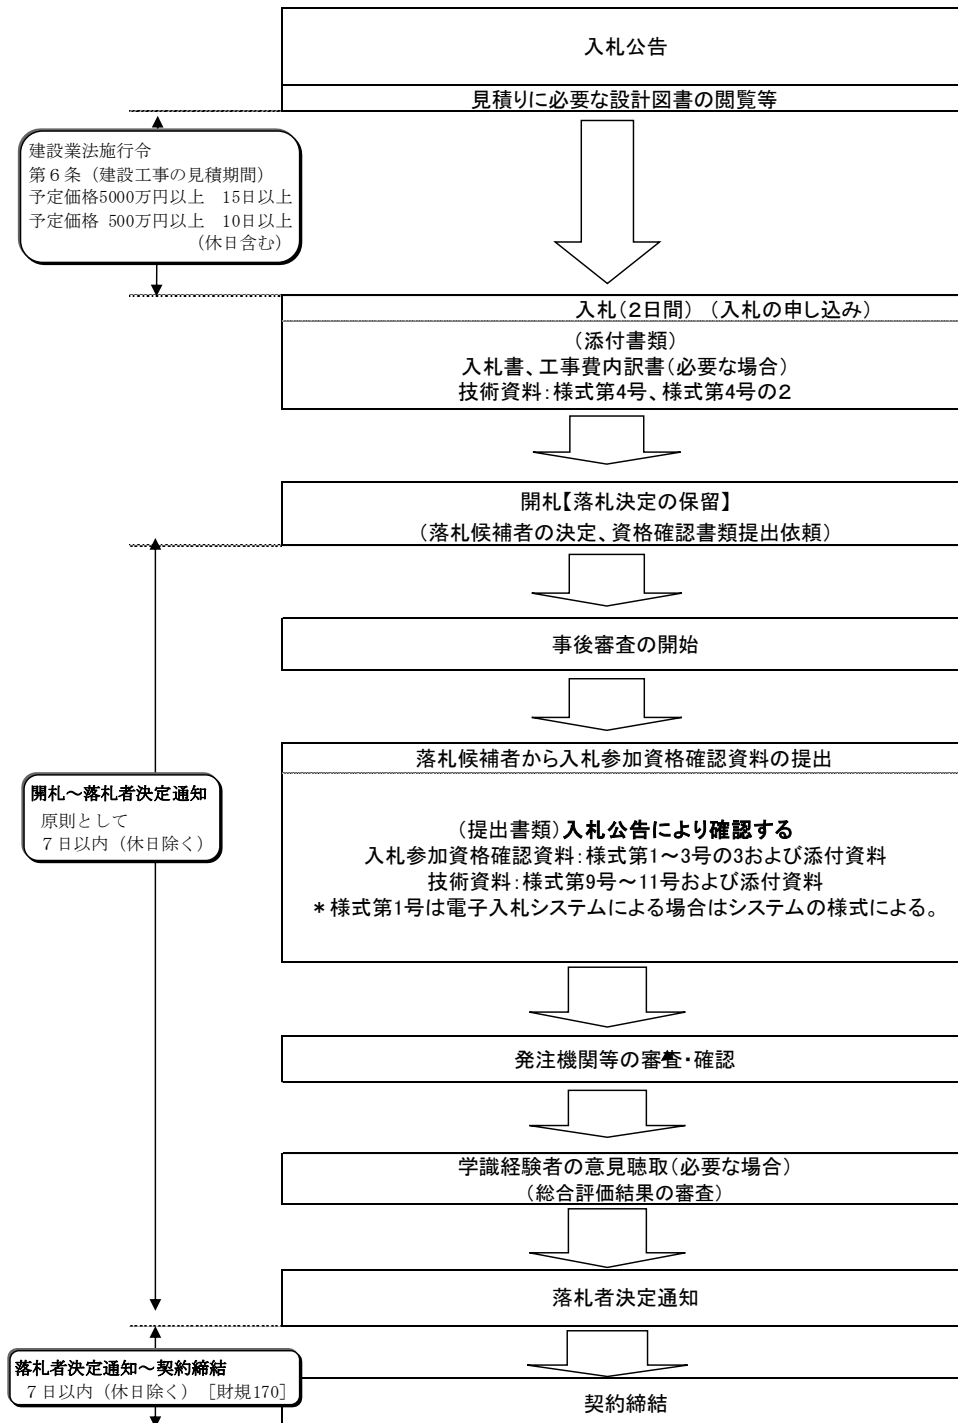 入札公告
見積りに必要な設計図書の閲覧等
建設業法施行令
第６条（建設工事の見積期間）
予定価格5000万円以上　15日以上
予定価格 500万円以上　10日以上
（休日含む）
入札（２日間）　（入札の申し込み）
（添付書類）
入札書、工事費内訳書（必要な場合）
技術資料：様式第4号、様式第4号の２
開札【落札決定の保留】
（落札候補者の決定、資格確認書類提出依頼）
事後審査の開始
落札候補者から入札参加資格確認資料の提出
開札～落札者決定通知
原則として
７日以内（休日除く）
（提出書類）入札公告により確認する
入札参加資格確認資料：様式第1～3号の3および添付資料
技術資料：様式第9号～11号および添付資料
＊様式第1号は電子入札システムによる場合はシステムの様式による。
発注機関等の審査・確認
学識経験者の意見聴取（必要な場合）
（総合評価結果の審査）
落札者決定通知
落札者決定通知～契約締結
７日以内（休日除く）［財規170］
契約締結